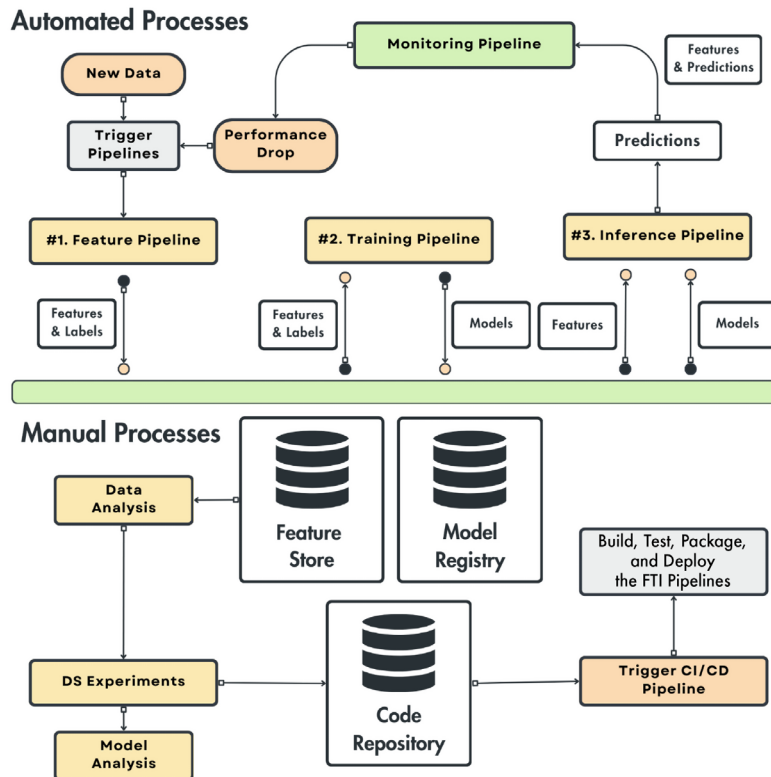 Automated Processes
Monitoring Pipeline
Features
& Predictions
New Data
Trigger
Pipelines
Performance
Drop
Predictions
#1. Feature Pipeline
#2. Training Pipeline
#3. Inference Pipeline
Features
& Labels
Features
& Labels
Models
Features
Models
Manual Processes
Data
Analysis
Feature
Store
Model
Registry
Build, Test, Package,
and Deploy
the FTI Pipelines
DS Experiments
Code
Repository
Trigger CI/CD
Pipeline
Model
Analysis